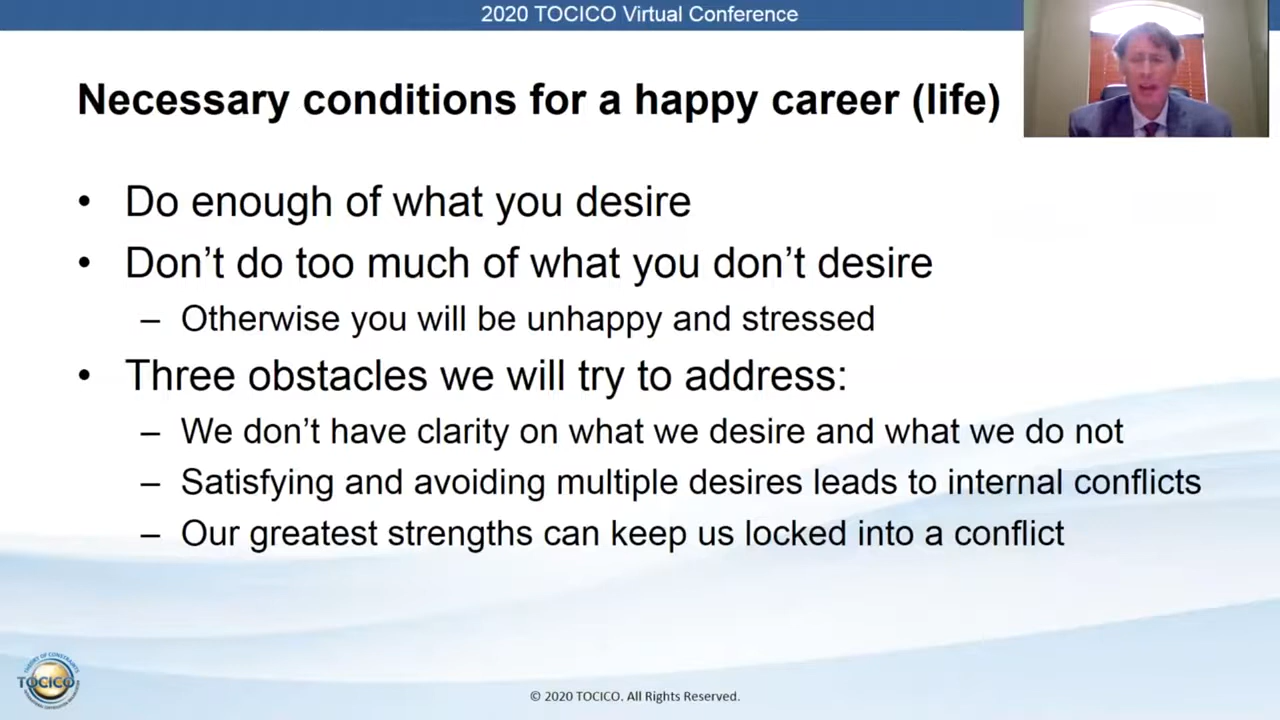 2020 TOCICO Virtual Conference
Necessary conditions for a happy career (life)
• Do enough of what you desire
• Don't do too much of what you don't desire
– Otherwise you will be unhappy and stressed
• Three obstacles we will try to address:
– We don't have clarity on what we desire and what we do not
– Satisfying and avoiding multiple desires leads to internal conflicts
– Our greatest strengths can keep us locked into a conflict
THEORY OF CONSTRAINTS
TOCICO
© 2020 TOCICO. All Rights Reserved.